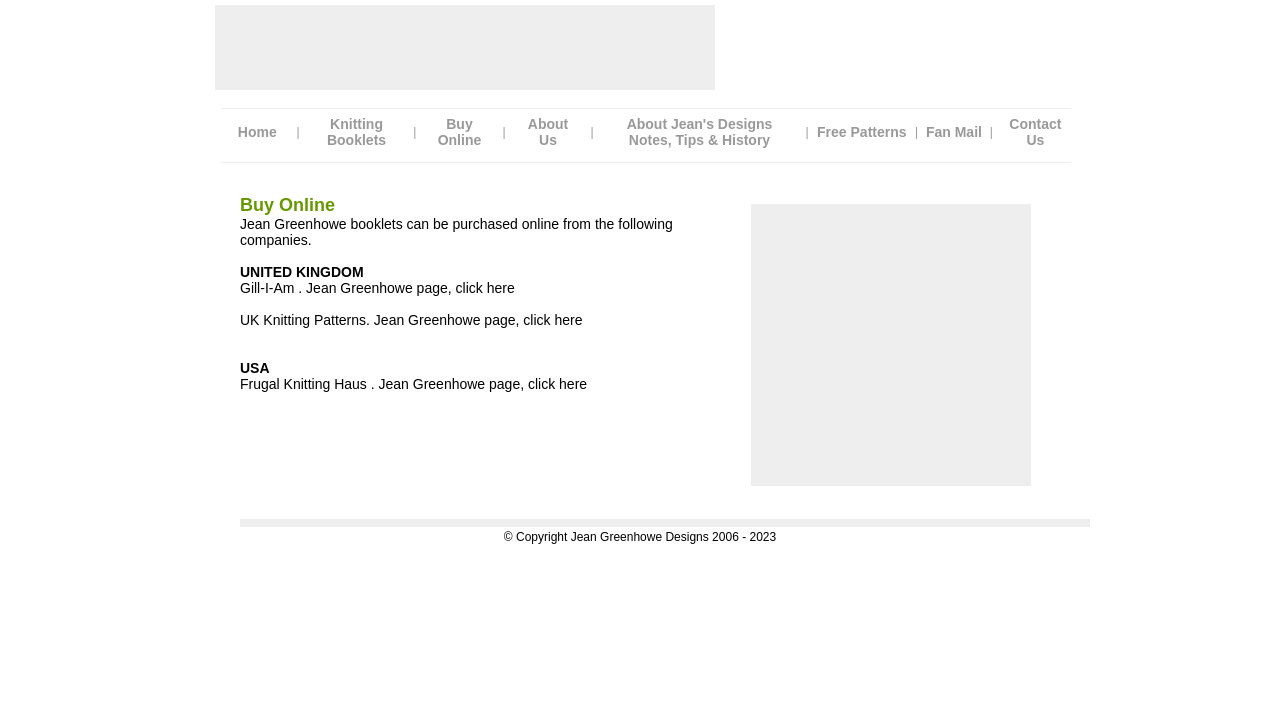 Home | Knitting Booklets | Buy Online | About Us | About Jean's Designs Notes, Tips & History | Free Patterns | Fan Mail | Contact Us
Buy Online
Jean Greenhowe booklets can be purchased online from the following
companies.
UNITED KINGDOM
Gill-I-Am . Jean Greenhowe page, click here
UK Knitting Patterns. Jean Greenhowe page, click here
USA
Frugal Knitting Haus . Jean Greenhowe page, click here
© Copyright Jean Greenhowe Designs 2006 - 2023